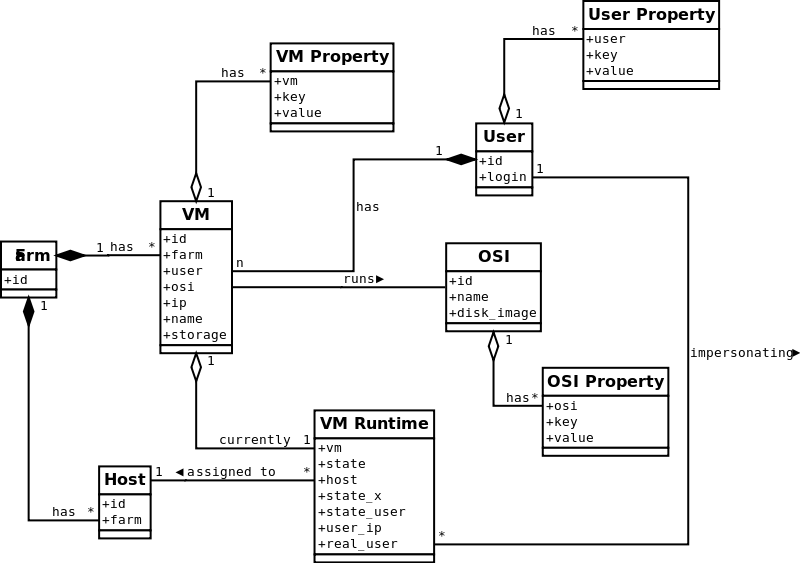 User Property
+user
+key
+value
has *
1
VM Property
+vm
+key
+value
has *
1
User
+id
+login
1
1
has
VM
+id
+farm
+user
+osi
+ip
+name
+storage
n
1 has *
+id
1
runs►
OSI
+id
+name
+disk_image
1
has*
OSI Property
+osi
+key
+value
impersonating►
1
currently 1
VM Runtime
+vm
+state
+host
+state_x
+state_user
+user_ip
+real_user
*
1 ◄assigned to *
Host
+id
+farm
has *